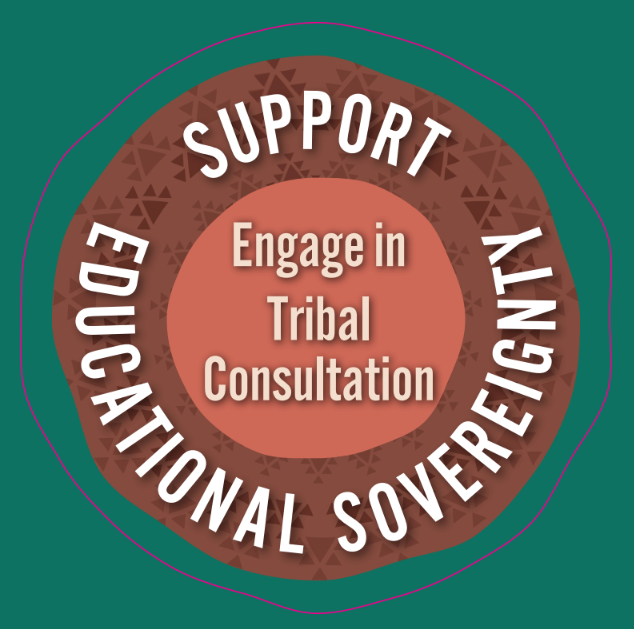 SUPPORT
EDUCATIONAL SOVEREIGNTY
Engage in
Tribal
Consultation